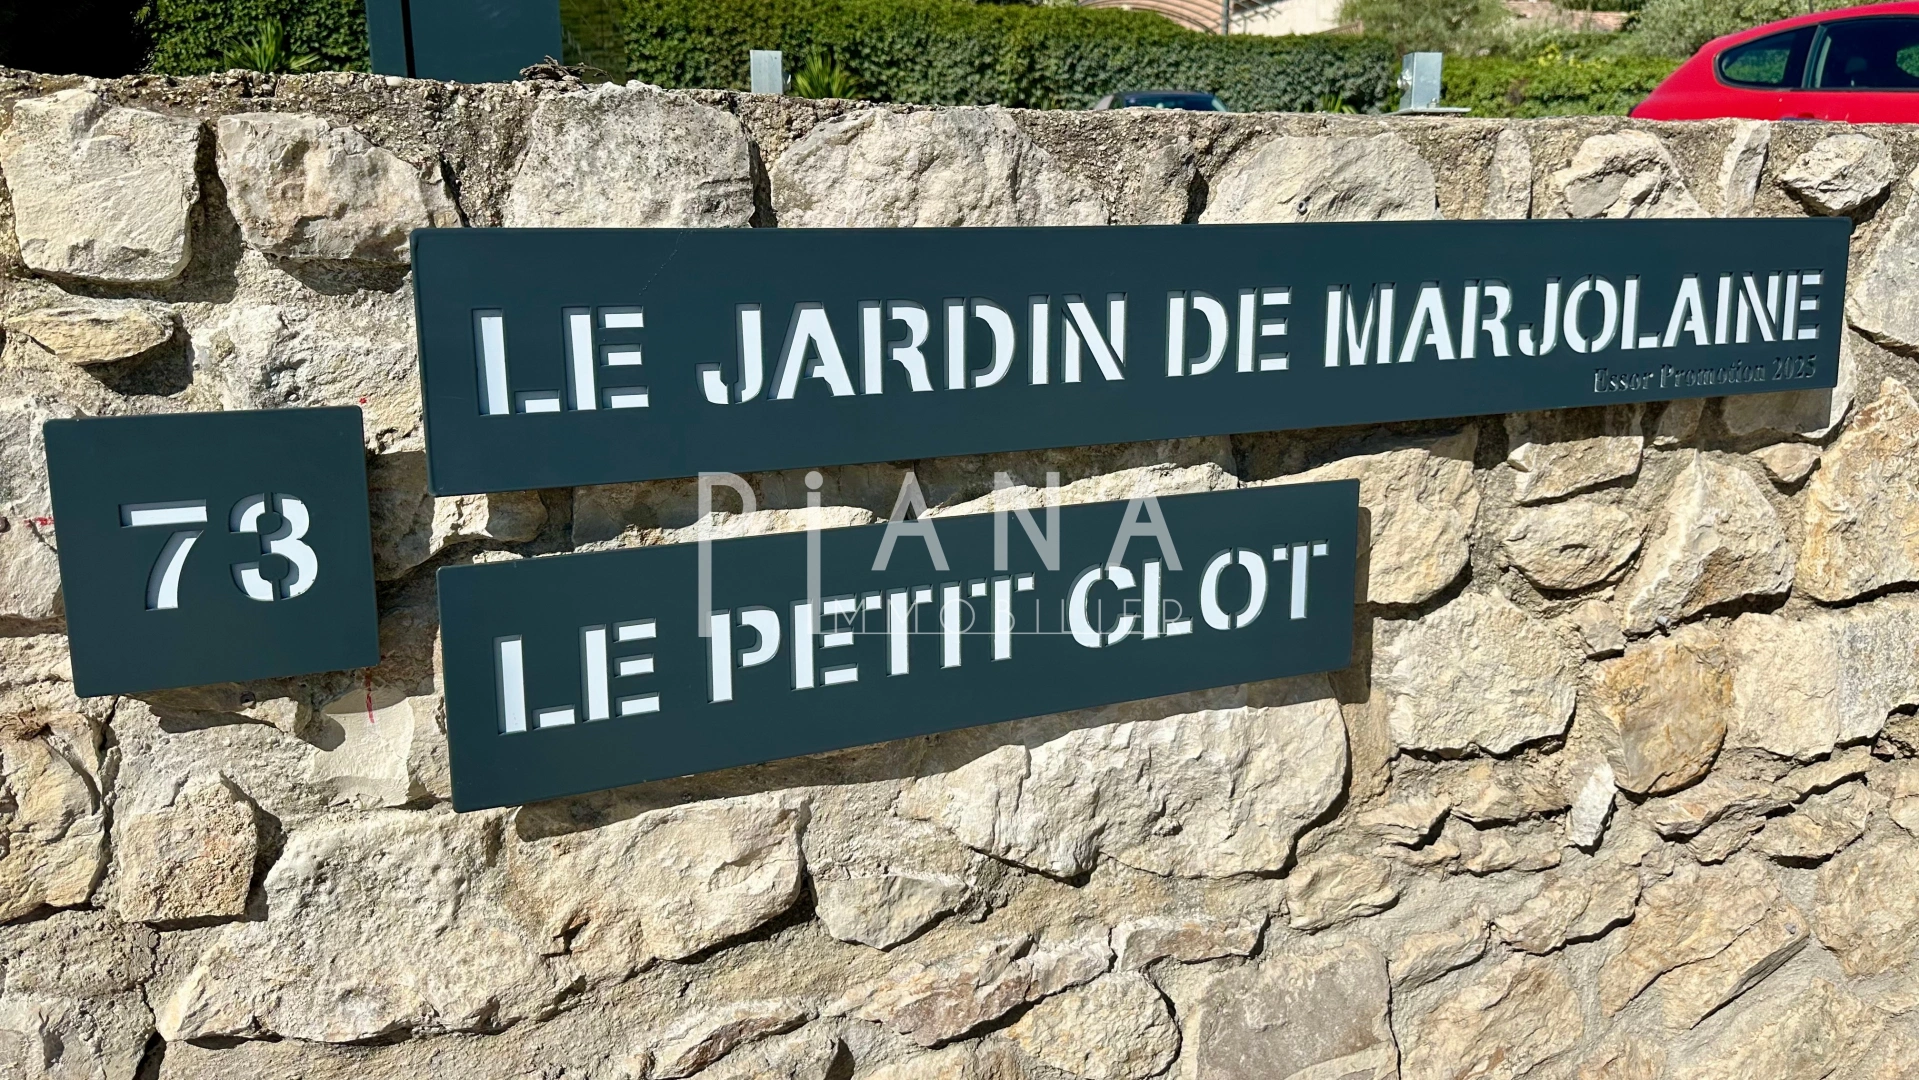 LE JARDIN DE MARJOLAINE
Essor Promotion 2025
73
LE PETIT CLOT
PiANA
IMMOBILIER